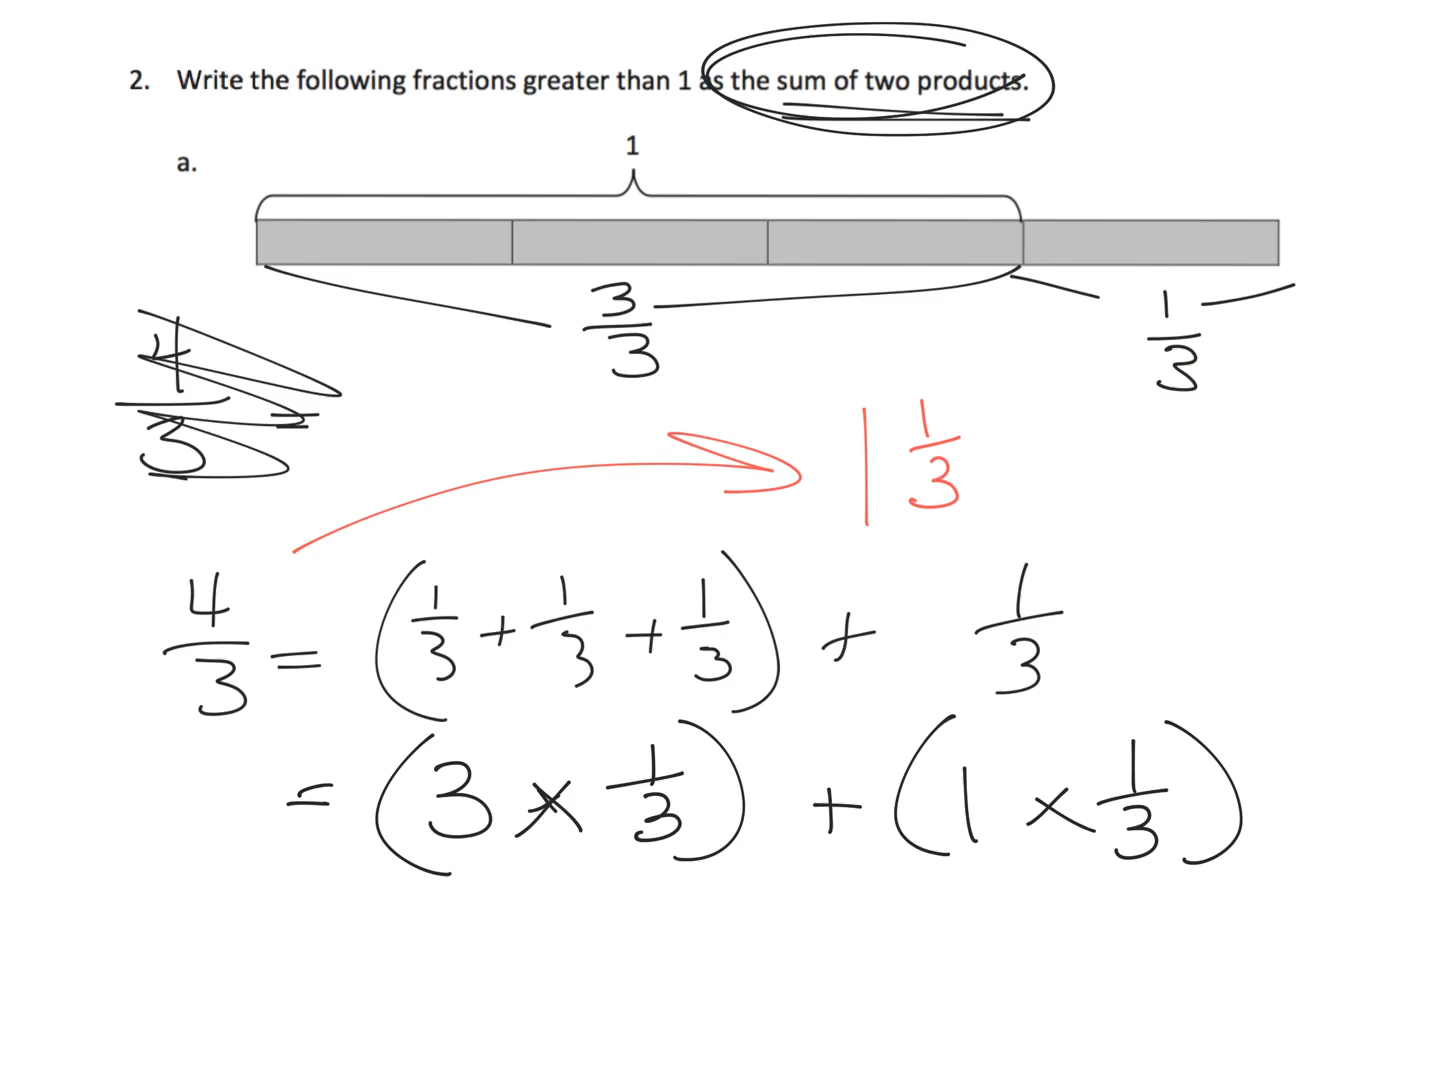 2. Write the following fractions greater than 1 as the sum of two products.
a.
1
3/3
1/3
4/3 =
1 1/3
4/3 = (1/3 + 1/3 + 1/3) + 1/3
= (3 × 1/3) + (1 × 1/3)